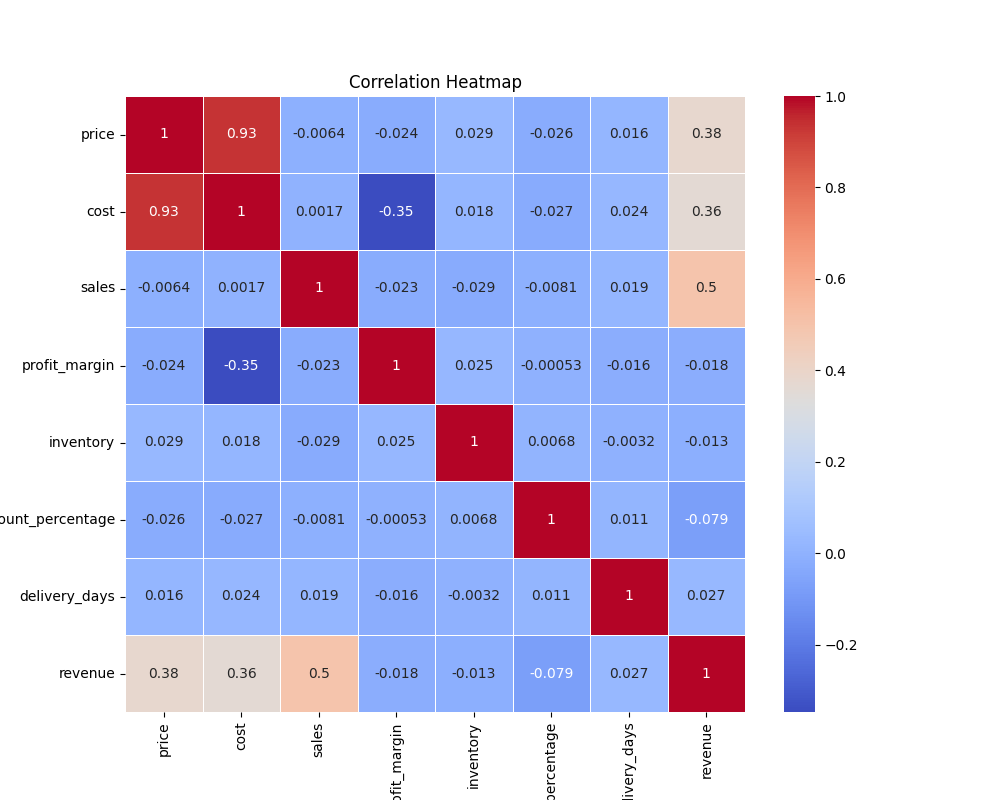 Correlation Heatmap
price 1 0.93 -0.0064 -0.024 0.029 -0.026 0.016 0.38
cost 0.93 1 0.0017 -0.35 0.018 -0.027 0.024 0.36
sales -0.0064 0.0017 1 -0.023 -0.029 -0.0081 0.019 0.5
profit_margin -0.024 -0.35 -0.023 1 0.025 -0.00053 -0.016 -0.018
inventory 0.029 0.018 -0.029 0.025 1 0.0068 -0.0032 -0.013
ount_percentage -0.026 -0.027 -0.0081 -0.00053 0.0068 1 0.011 -0.079
delivery_days 0.016 0.024 0.019 -0.016 -0.0032 0.011 1 0.027
revenue 0.38 0.36 0.5 -0.018 -0.013 -0.079 0.027 1
price
cost
sales
ofit_margin
inventory
percentage
livery_days
revenue
1.0
0.8
0.6
0.4
0.2
0.0
−0.2